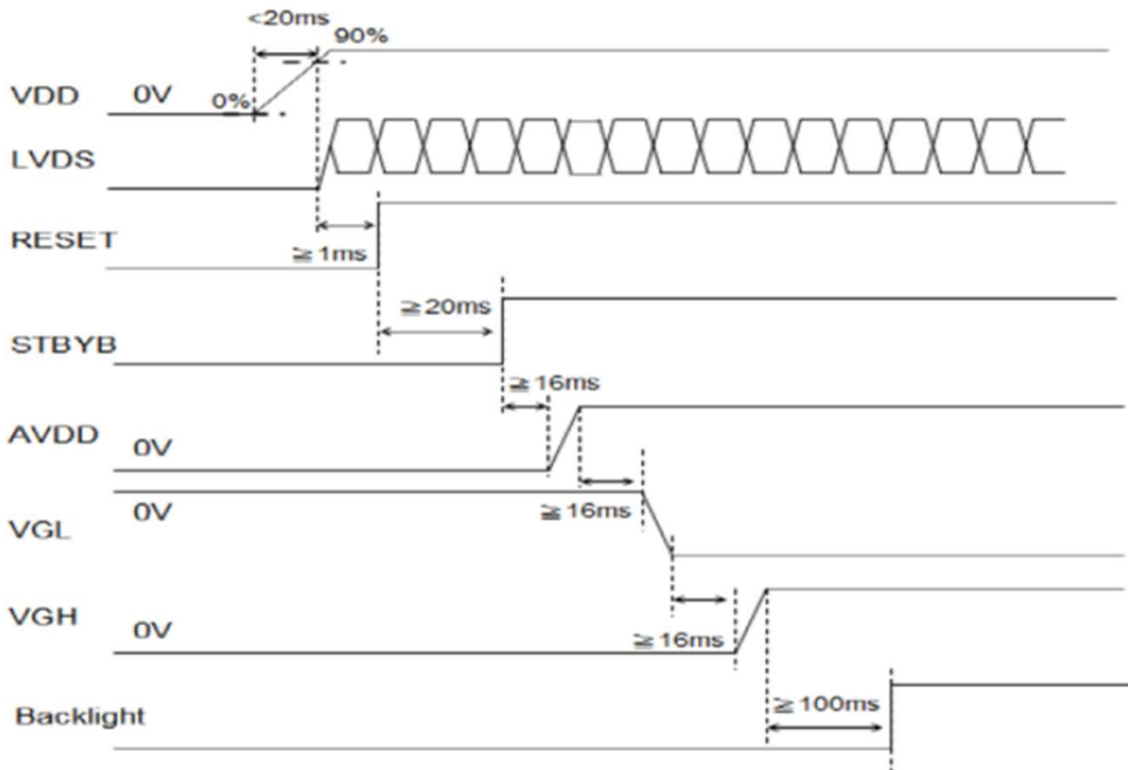 <20ms
90%
VDD 0V 0%
LVDS
RESET
≧1ms
≧20ms
STBYB
≧16ms
AVDD
0V
0V
≧16ms
VGL
VGH
0V
≧16ms
≧100ms
Backlight